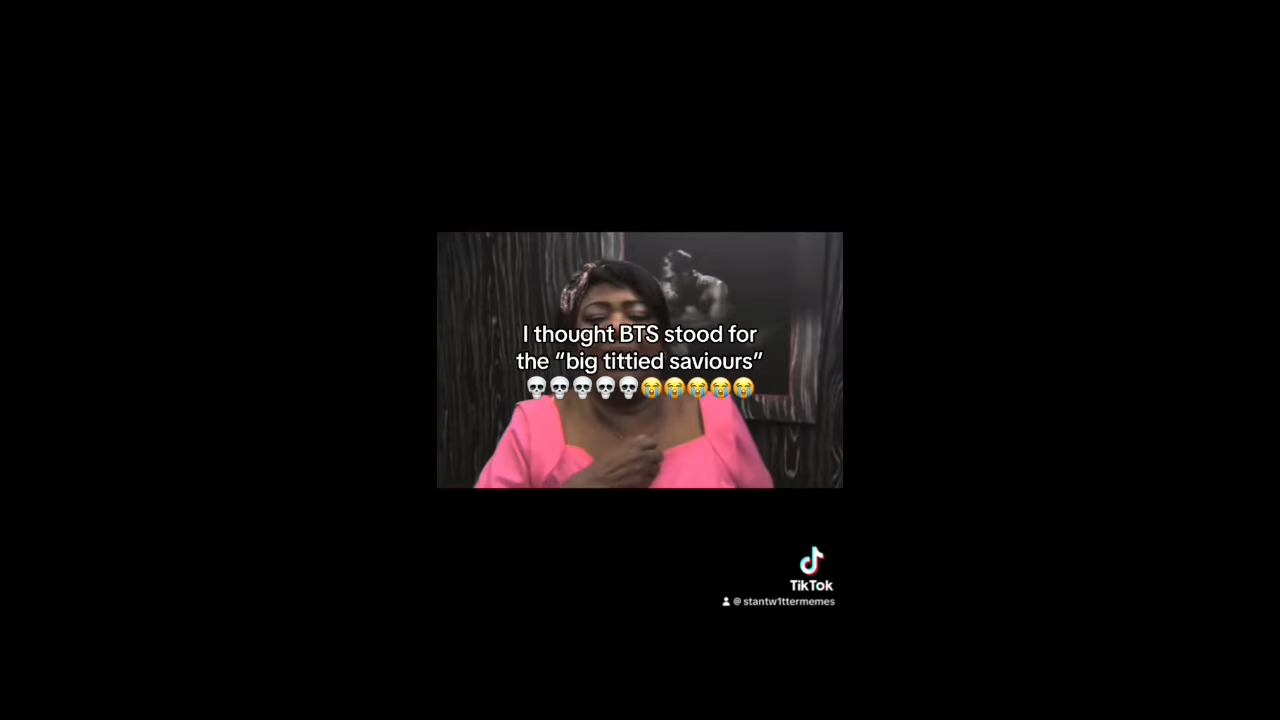 I thought BTS stood for
the “big tittied saviours”
💀💀💀💀💀😭😭😭😭😭
TikTok
@ stantw1ttermemes